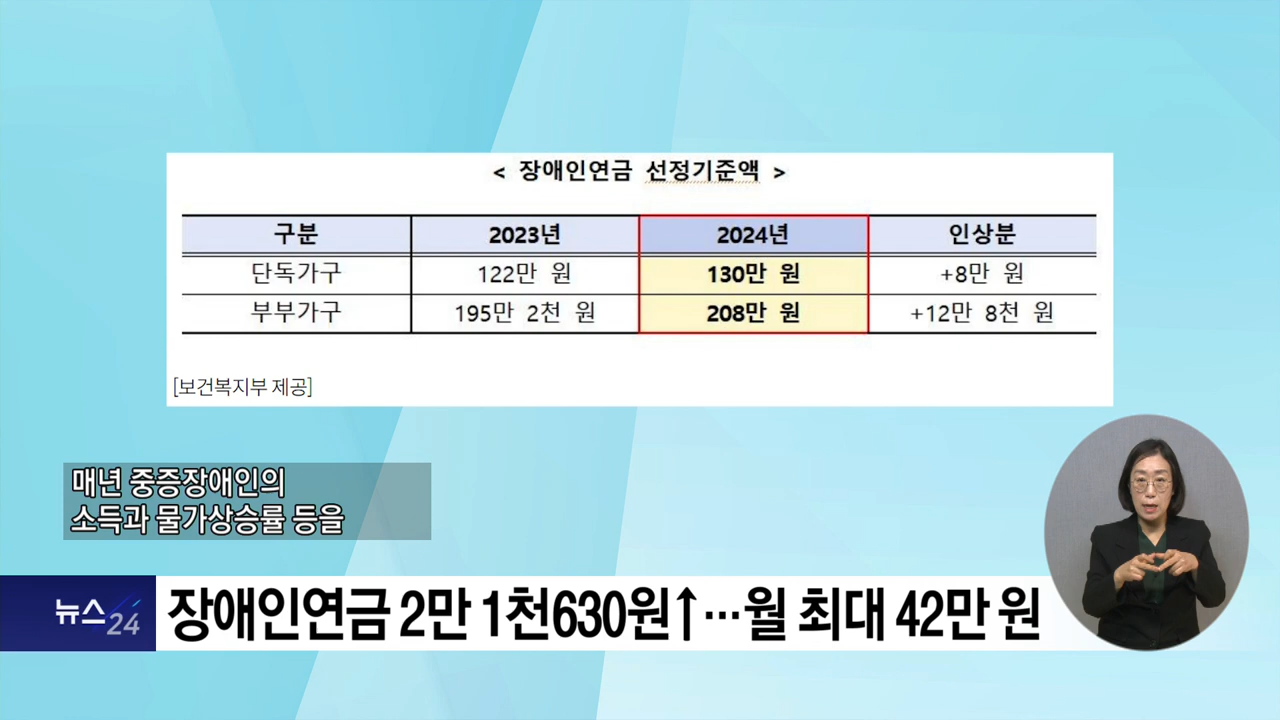 < 장애인연금 선정기준액 >
구분 2023년 2024년 인상분
단독가구 122만 원 130만 원 +8만 원
부부가구 195만 2천 원 208만 원 +12만 8천 원
[보건복지부 제공]
매년 중증장애인의
소득과 물가상승률 등을
뉴스24 장애인연금 2만 1천630원↑…월 최대 42만 원